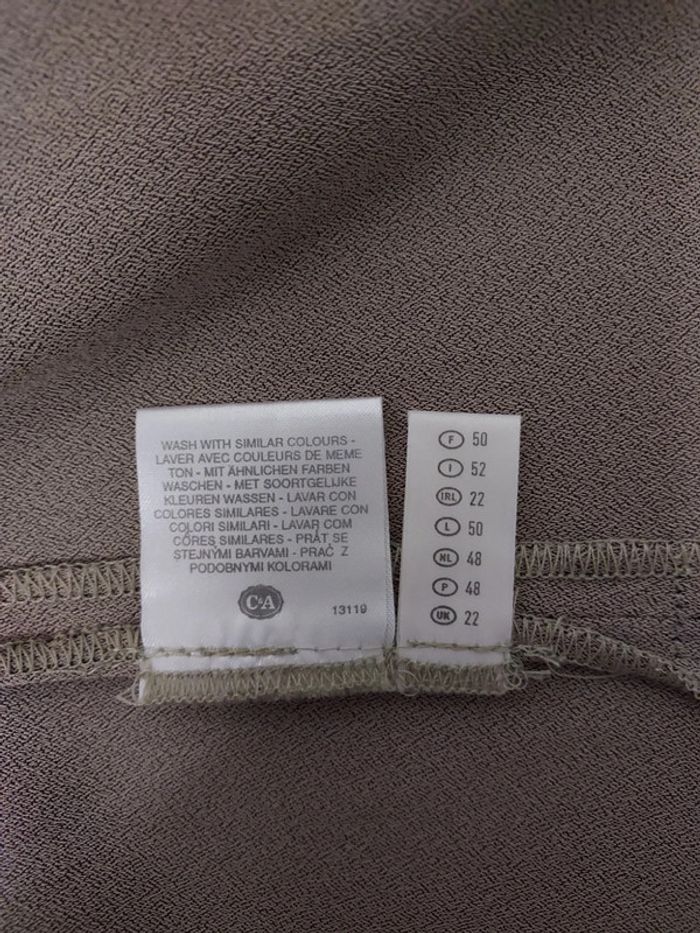 WASH WITH SIMILAR COLOURS -
LAVER AVEC COULEURS DE MEME
TON - MIT ÄHNLICHEN FARBEN
WASCHEN - MET SOORTGELIJKE
KLEUREN WASSEN - LAVAR CON
COLORES SIMILARES - LAVARE CON
COLORI SIMILARI - LAVAR COM
CÔRES SIMILARES - PRÁT SE
STEJNÝMI BARVAMI - PRAĆ Z
PODOBNYMI KOLORAMI
C&A
13119
F 50
I 52
IRL 22
L 50
NL 48
P 48
UK 22